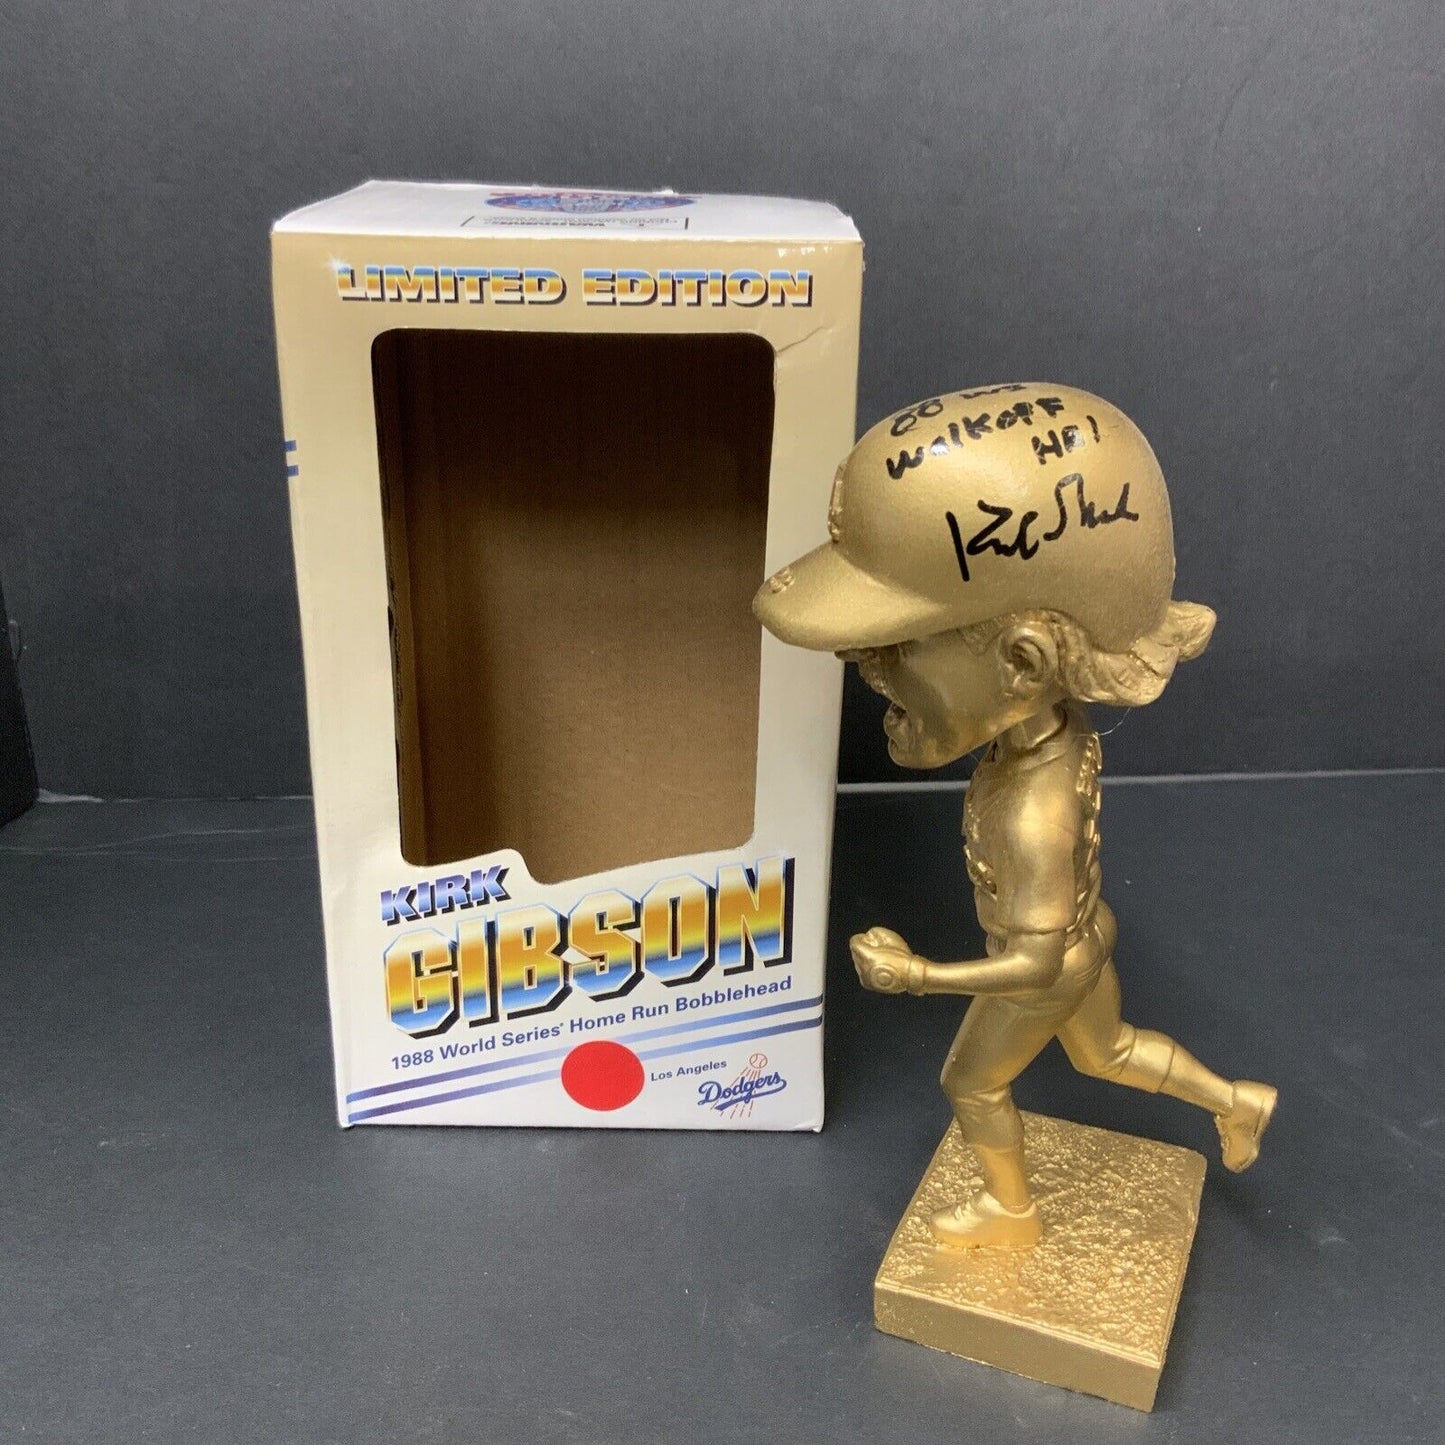 LIMITED EDITION
KIRK
GIBSON
1988 World Series' Home Run Bobblehead
Los Angeles
Dodgers
88 WS
Walkoff
HR!